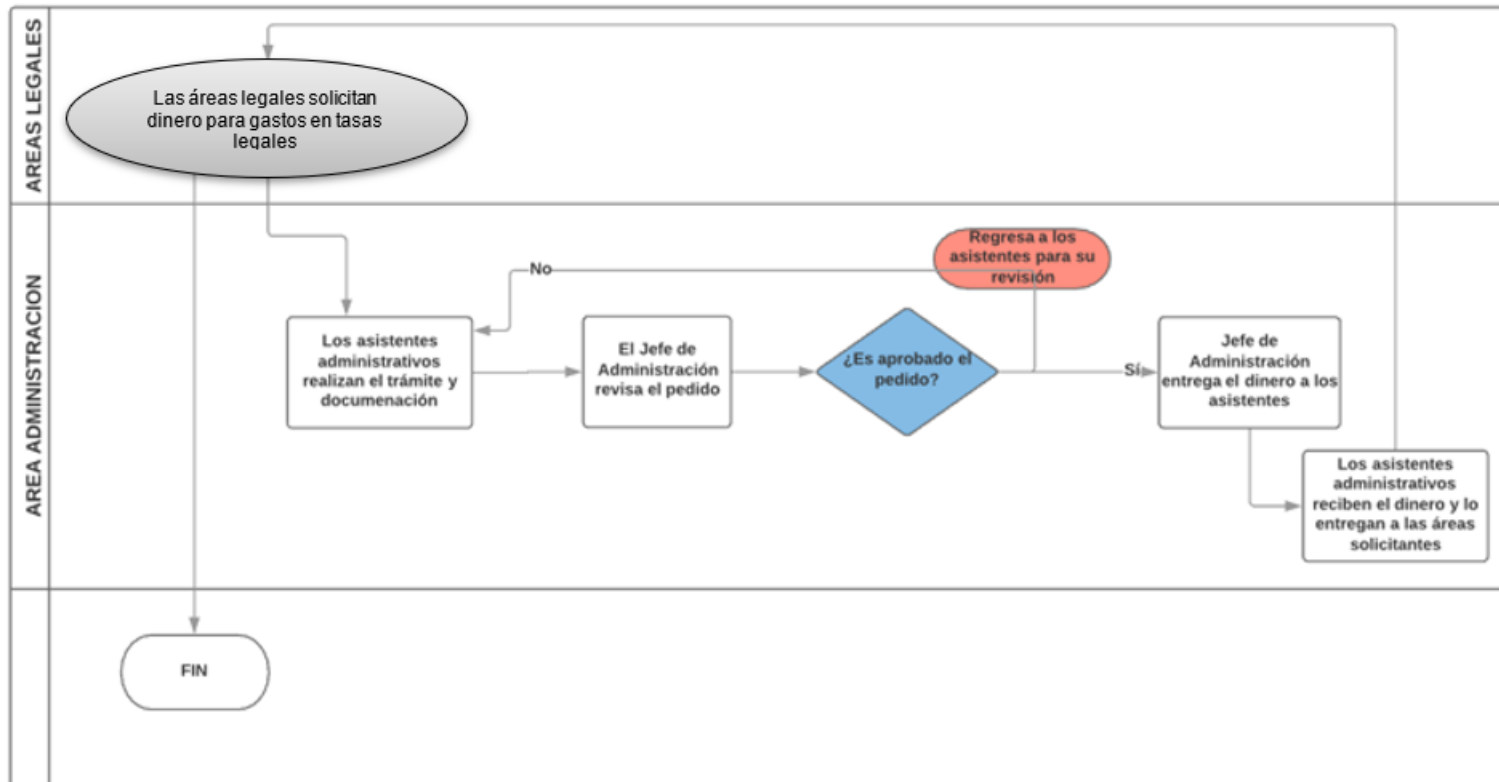 AREAS LEGALES
Las áreas legales solicitan
dinero para gastos en tasas
legales
AREA ADMINISTRACION
Regresa a los
asistentes para su
revisión
No
Los asistentes
administrativos
realizan el trámite y
documenación
El Jefe de
Administración
revisa el pedido
¿Es aprobado el
pedido?
Sí
Jefe de
Administración
entrega el dinero a los
asistentes
Los asistentes
administrativos
reciben el dinero y lo
entregan a las áreas
solicitantes
FIN